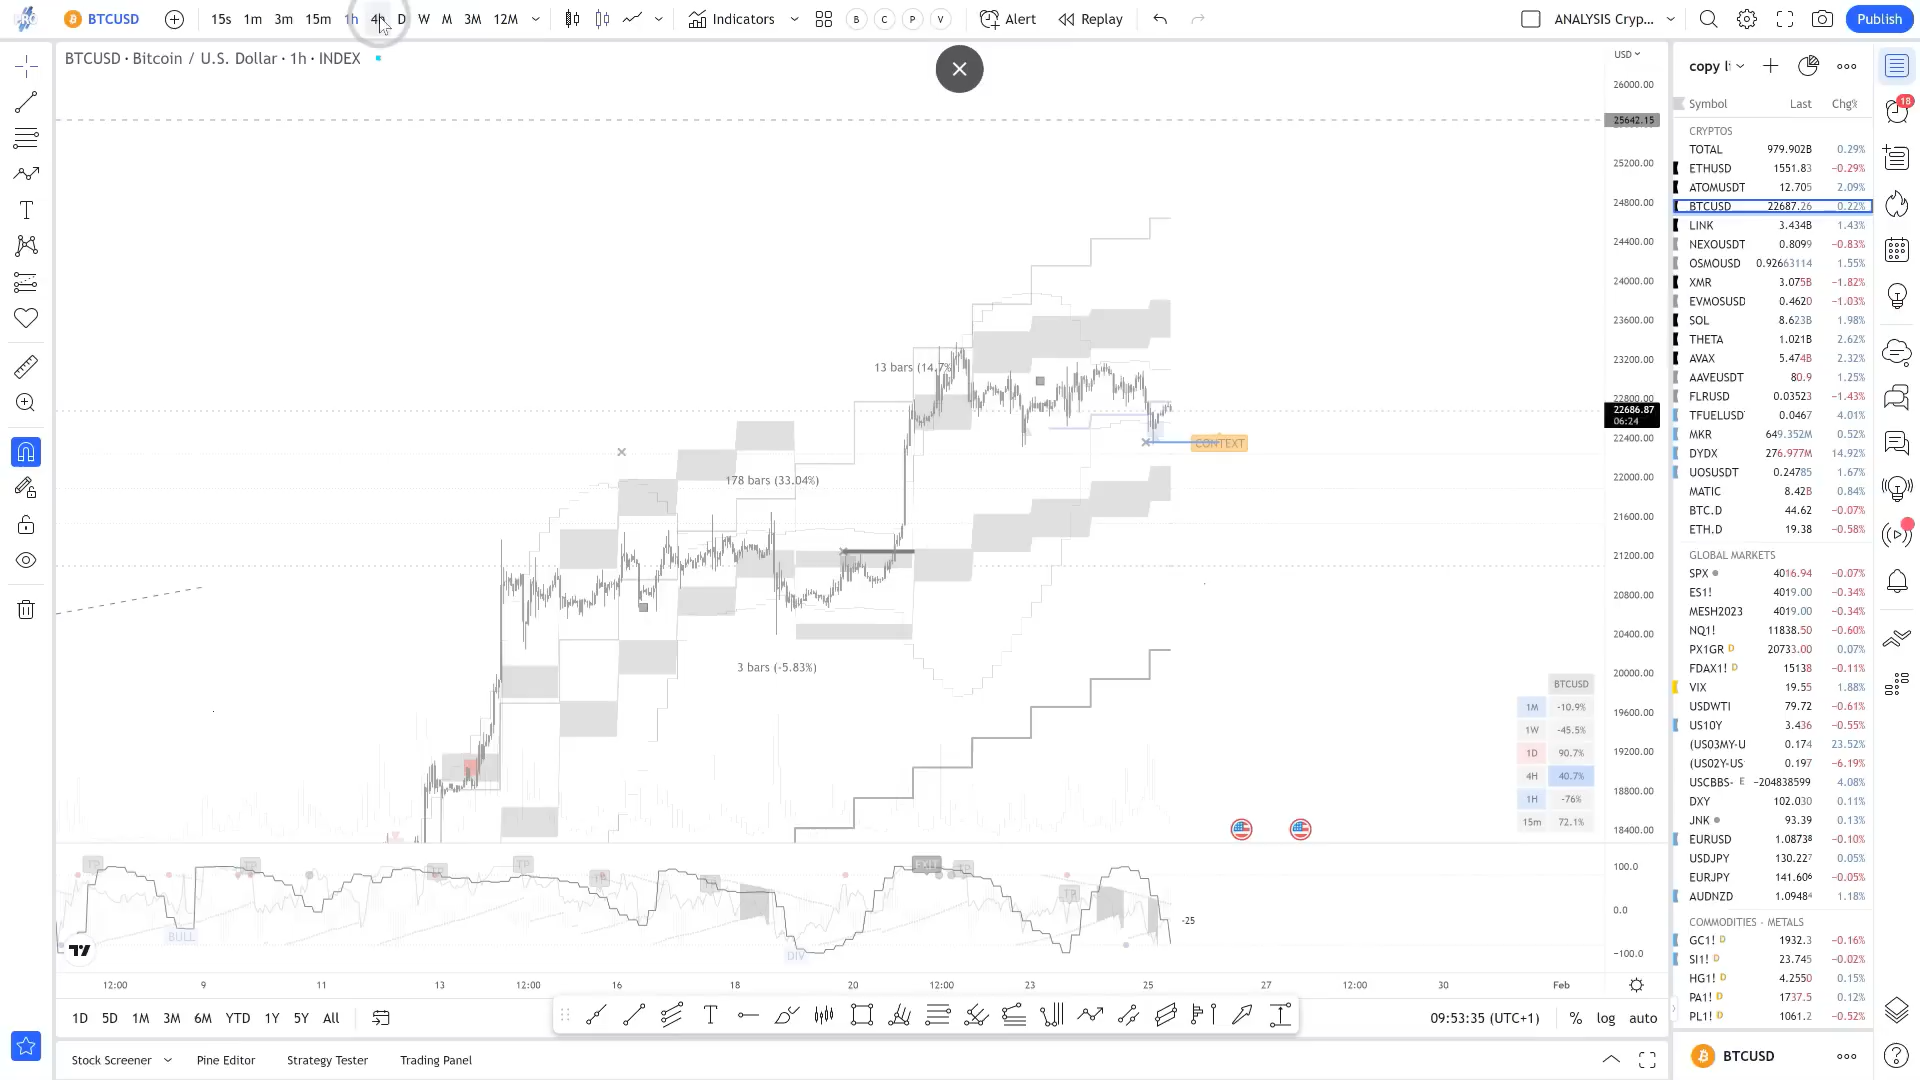 BTCUSD 15s 1m 3m 15m 1h 4h D W M 3M 12M Indicators B C P V Alert Replay ANALYSIS Cryp... Publish
BTCUSD · Bitcoin / U.S. Dollar · 1h · INDEX
USD
26000.00
25642.15
25200.00
24800.00
24400.00
24000.00
23600.00
23200.00
22800.00
22686.87
06:24
22400.00
22000.00
21600.00
21200.00
20800.00
20400.00
20000.00
19600.00
19200.00
18800.00
18400.00
13 bars (14.7%
178 bars (33.04%)
3 bars (-5.83%)
CONTEXT
BTCUSD
1M -10.9%
1W -45.5%
1D 90.7%
4H 40.7%
1H -76%
15m 72.1%
TP TP TP TP EXIT TP TP
BULL
DIV
-25
100.0
0.0
−100.0
12:00 9 11 13 12:00 16 18 20 12:00 23 25 27 12:00 30 Feb
1D 5D 1M 3M 6M YTD 1Y 5Y All
09:53:35 (UTC+1) % log auto
Stock Screener Pine Editor Strategy Tester Trading Panel
copy li
Symbol Last Chg%
CRYPTOS
TOTAL 979.902B 0.29%
ETHUSD 1551.83 −0.29%
ATOMUSDT 12.705 2.09%
BTCUSD 22687.26 0.22%
LINK 3.434B 1.43%
NEXOUSDT 0.8099 −0.83%
OSMOUSD 0.92663114 1.55%
XMR 3.075B −1.82%
EVMOSUSD 0.4620 −1.03%
SOL 8.623B 1.98%
THETA 1.021B 2.62%
AVAX 5.474B 2.32%
AAVEUSDT 80.9 1.25%
FLRUSD 0.03523 −1.43%
TFUELUSD 0.0467 4.01%
MKR 649.352M 0.52%
DYDX 276.977M 14.92%
UOSUSDT 0.24785 1.67%
MATIC 8.42B 0.84%
BTC.D 44.62 −0.07%
ETH.D 19.38 −0.58%
GLOBAL MARKETS
SPX 4016.94 −0.07%
ES1! 4019.00 −0.34%
MESH2023 4019.00 −0.34%
NQ1! 11838.50 −0.60%
PX1GR D 20733.00 0.07%
FDAX1! D 15138 −0.11%
VIX 19.55 1.88%
USDWTI 79.72 −0.61%
US10Y 3.436 −0.55%
(US03MY-U 0.174 23.52%
(US02Y-US 0.197 −6.19%
USCBBS- E −204838599 4.08%
DXY 102.030 0.11%
JNK 93.39 0.13%
EURUSD 1.08738 −0.10%
USDJPY 130.227 0.05%
EURJPY 141.606 −0.05%
AUDNZD 1.09484 1.18%
COMMODITIES - METALS
GC1! D 1932.3 −0.16%
SI1! D 23.745 −0.02%
HG1! D 4.2550 0.15%
PA1! D 1737.5 0.12%
PL1! D 1061.2 −0.52%
BTCUSD
18